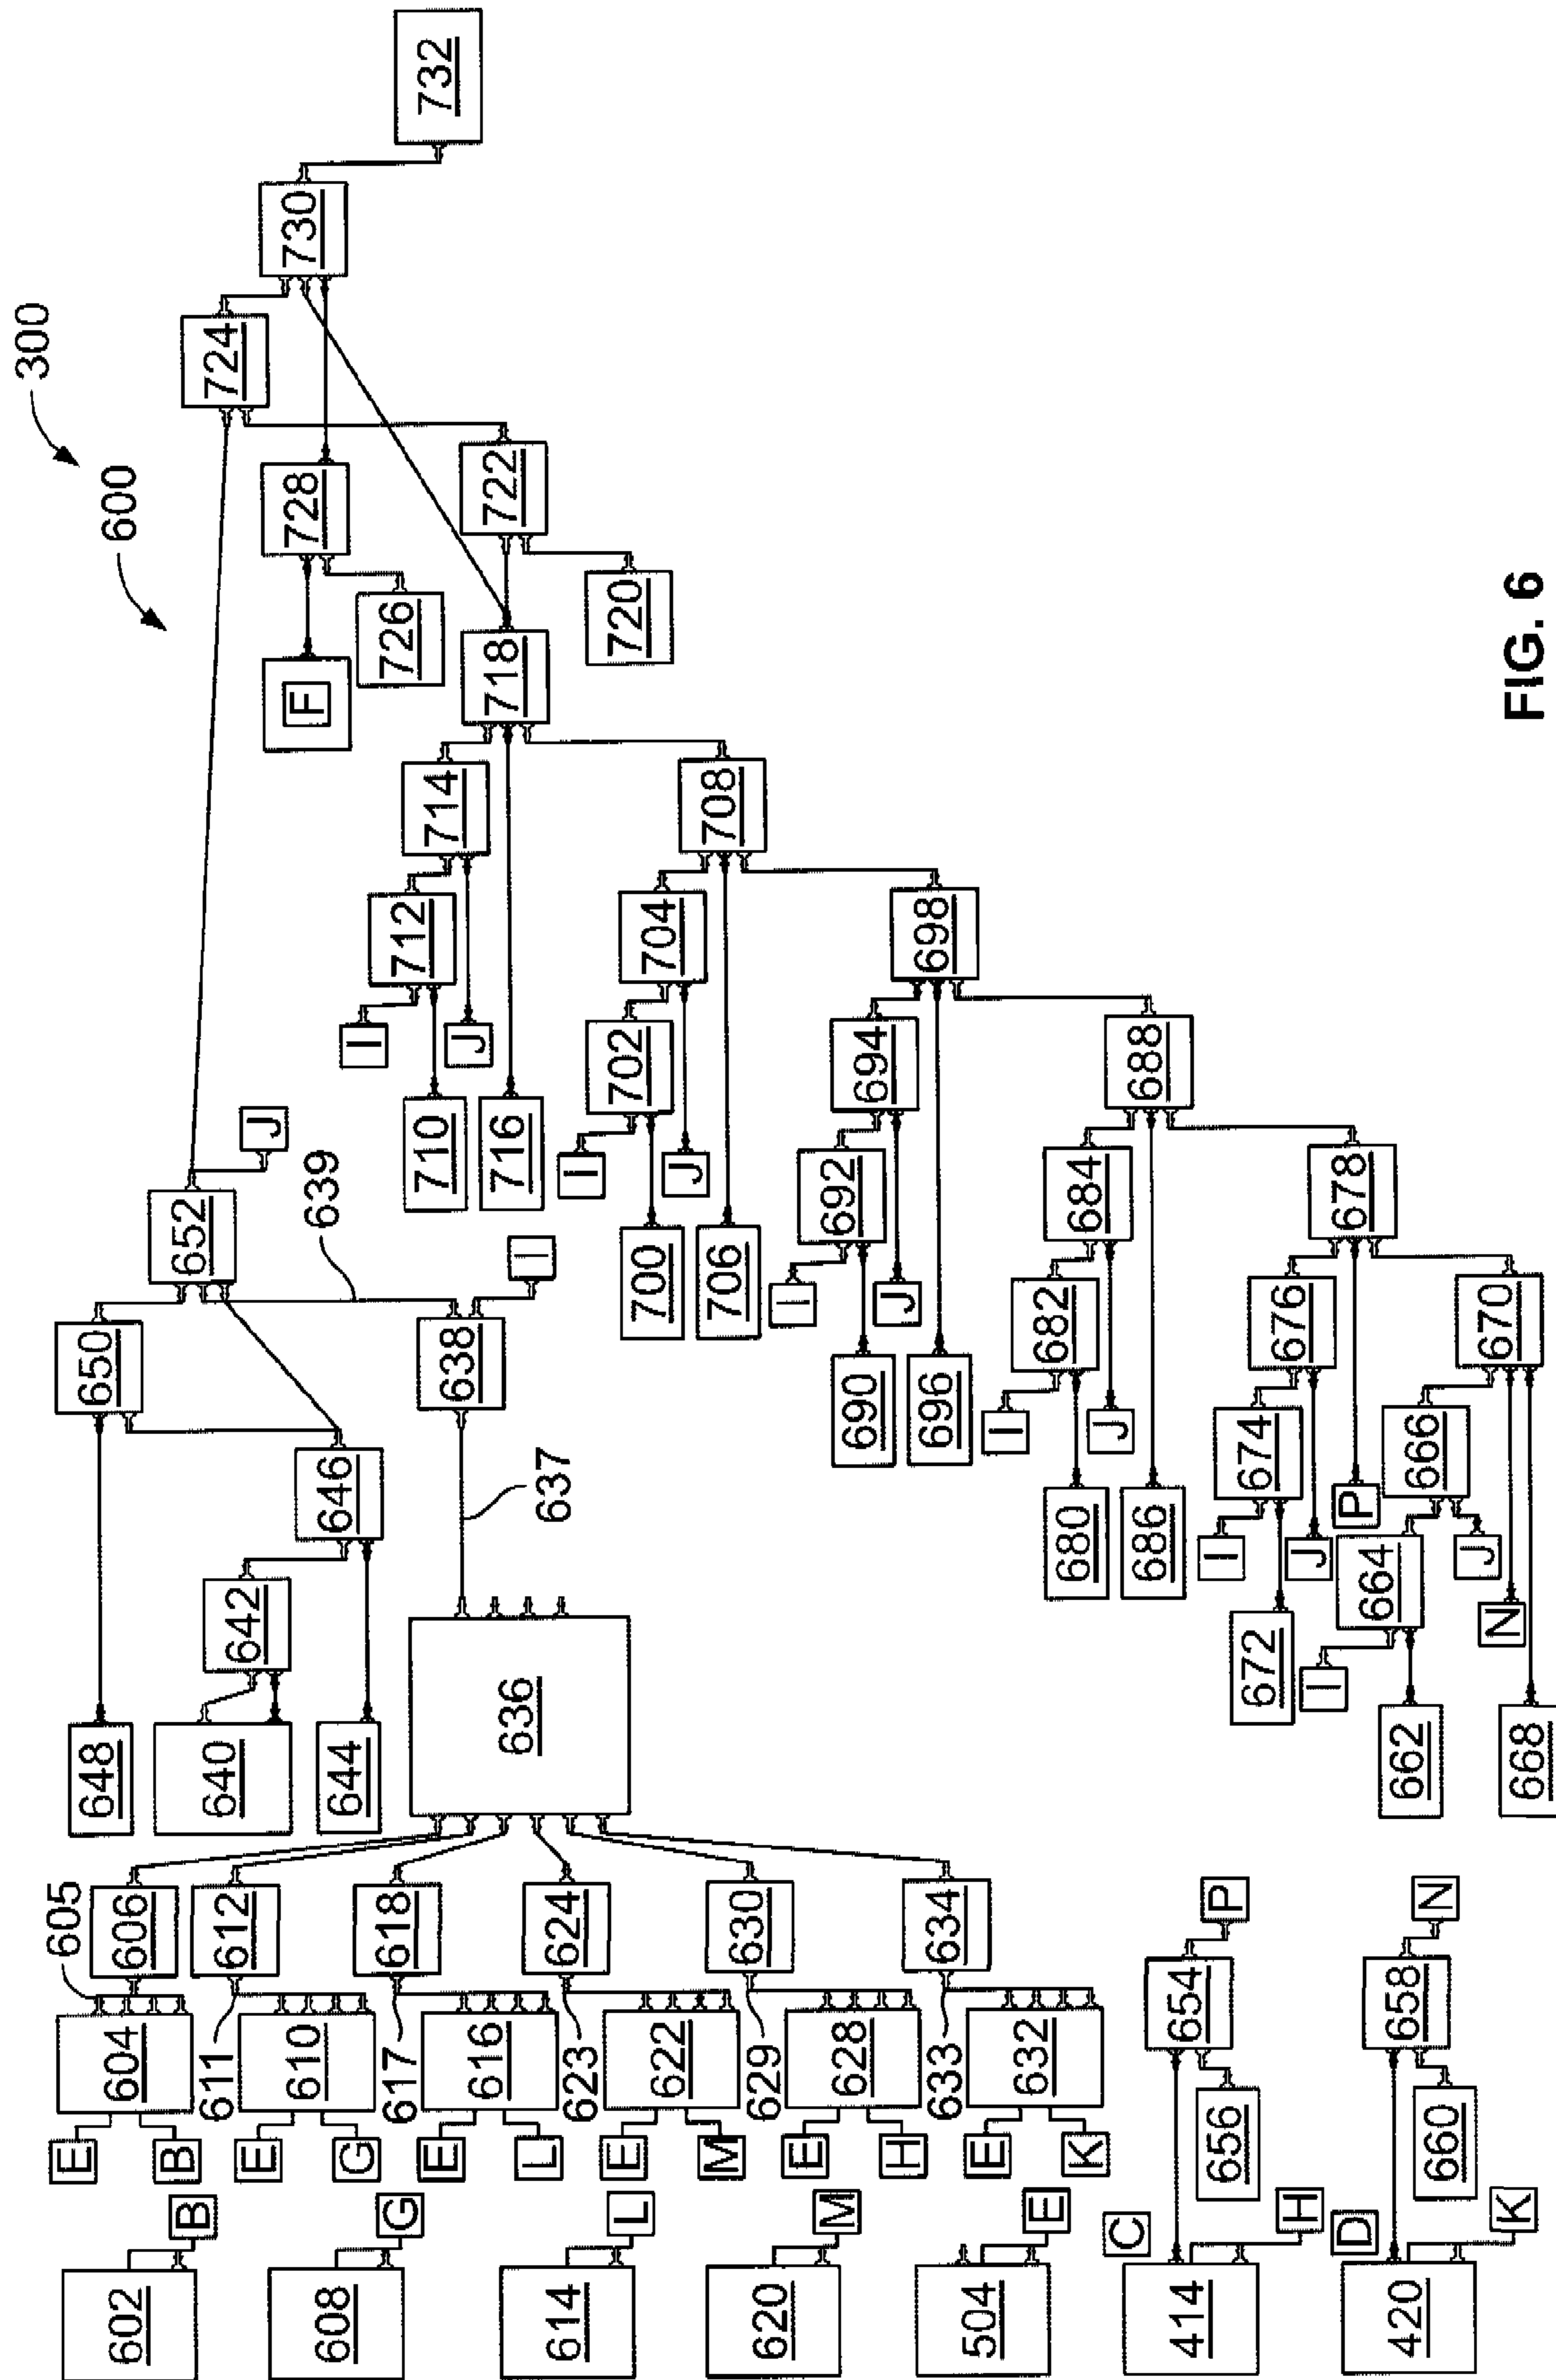 300
600
602
B
E
B
604
605
606
608
G
E
G
610
611
612
614
L
E
L
616
617
618
620
M
E
M
622
623
624
504
E
E
H
628
629
630
E
K
632
633
634
414
C
H
656
654
P
420
D
K
660
658
N
636
637
638
I
639
648
640
644
642
646
650
652
J
662
I
664
J
666
668
N
670
672
I
674
J
676
P
678
680
I
682
J
684
686
688
690
I
692
J
694
696
698
700
I
702
J
704
706
708
710
I
712
J
714
716
718
720
722
724
F
726
728
730
732
FIG. 6